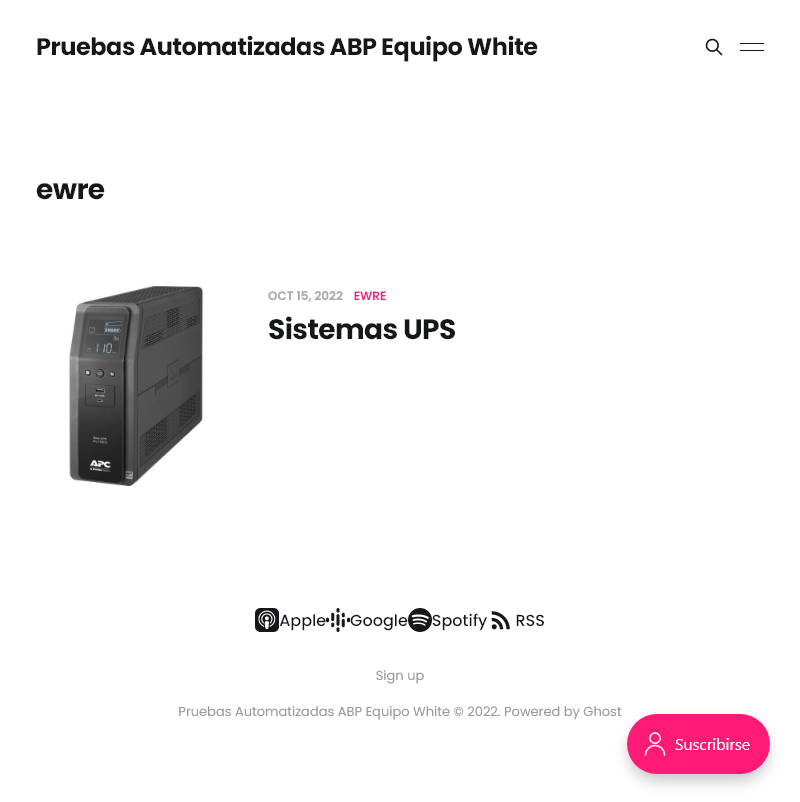 Pruebas Automatizadas ABP Equipo White
ewre
OCT 15, 2022 EWRE
Sistemas UPS
110
APC
Apple Google Spotify RSS
Sign up
Pruebas Automatizadas ABP Equipo White © 2022. Powered by Ghost
Suscribirse